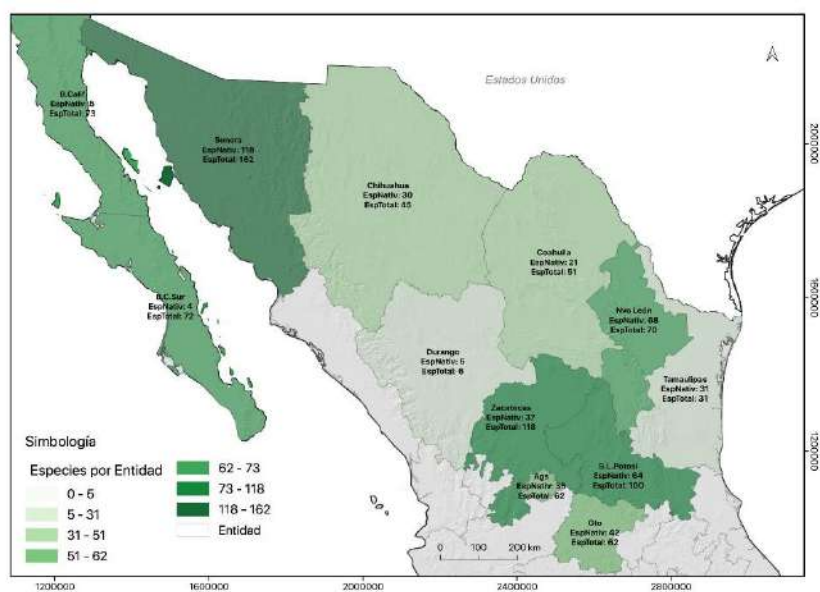 Estados Unidos
B.Calif
EspNativ: 8
EspTotal: 73
Sonora
EspNativ: 118
EspTotal: 162
Chihuahua
EspNativ: 30
EspTotal: 45
Coahuila
EspNativ: 21
EspTotal: 51
B.C.Sur
EspNativ: 4
EspTotal: 72
Nvo León
EspNativ: 68
EspTotal: 70
Durango
EspNativ: 5
EspTotal: 6
Tamaulipas
EspNativ: 31
EspTotal: 31
Zacatecas
EspNativ: 37
EspTotal: 118
S.L.Potosí
EspNativ: 64
EspTotal: 100
Ags
EspNativ: 35
EspTotal: 62
Gto
EspNativ: 42
EspTotal: 62
Simbología
Especies por Entidad
0 - 5
5 - 31
31 - 51
51 - 62
62 - 73
73 - 118
118 - 162
Entidad
0 100 200 km
2000000
1600000
1200000
1200000 1600000 2000000 2400000 2800000